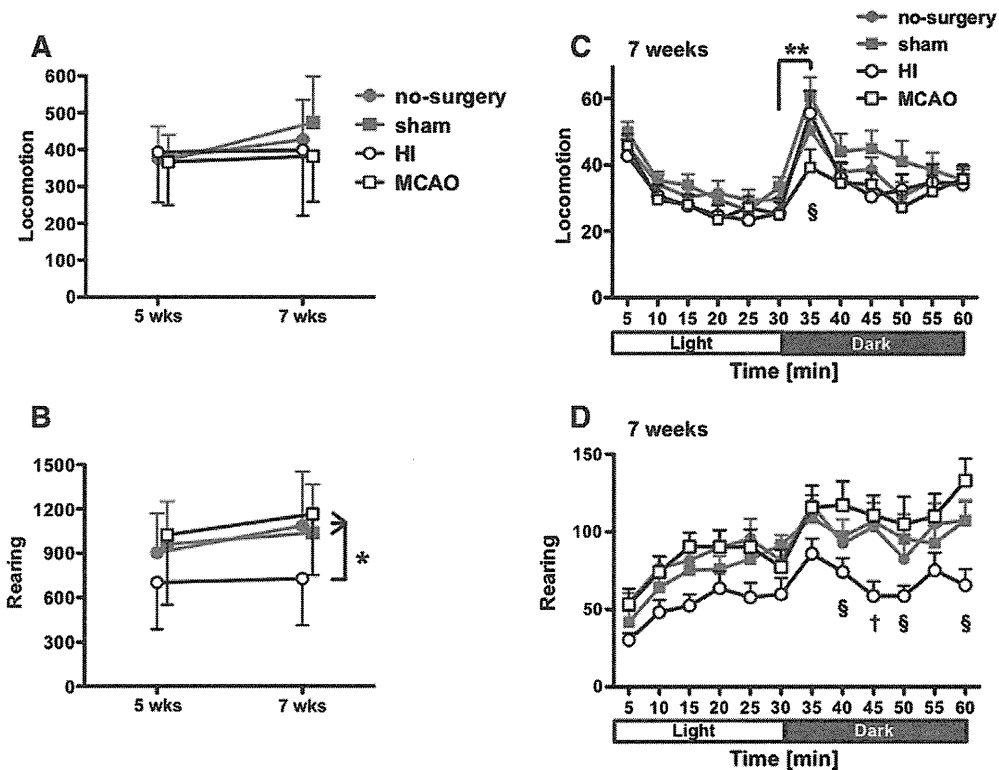 A
600
500
400
300
200
100
0
Locomotion
5 wks
7 wks
no-surgery
sham
HI
MCAO
C
7 weeks
no-surgery
sham
HI
MCAO
**
60
40
20
0
Locomotion
§
5 10 15 20 25 30 35 40 45 50 55 60
Light Dark
Time [min]
B
1500
1200
900
600
300
0
Rearing
*
5 wks
7 wks
D
7 weeks
150
100
50
0
Rearing
§ † § §
5 10 15 20 25 30 35 40 45 50 55 60
Light Dark
Time [min]